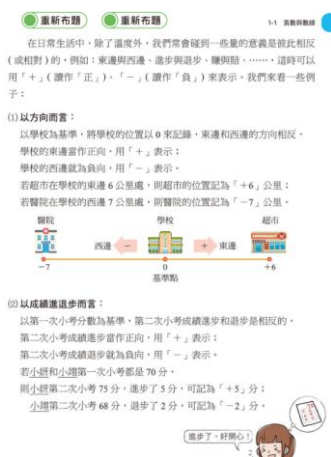 重新布題 重新布題
1-1 負數與數線
在日常生活中，除了溫度外，我們常會碰到一些量的意義是彼此相反
（或相對）的，例如：東邊與西邊、進步與退步、賺與賠、……，這時可以
用「＋」（讀作「正」）、「－」（讀作「負」）來表示。我們來看一些例
子：
(1) 以方向而言：
以學校為基準，將學校的位置以 0 來記錄，東邊和西邊的方向相反，
學校的東邊當作正向，用「＋」表示；
學校的西邊就為負向，用「－」表示。
若超市在學校的東邊 6 公里處，則超市的位置記為「+6」公里；
若醫院在學校的西邊 7 公里處，則醫院的位置記為「-7」公里。
醫院 學校 超市
西邊 － ＋ 東邊
-7 0 +6
基準點
(2) 以成績進退步而言：
以第一次小考分數為基準，第二次小考成績進步和退步是相反的，
第二次小考成績進步當作正向，用「＋」表示；
第二次小考成績退步就為負向，用「－」表示。
若小妍和小翊第一次小考都是 70 分，
則小妍第二次小考 75 分，進步了 5 分，可記為「+5」分；
小翊第二次小考 68 分，退步了 2 分，可記為「-2」分。
進步了，好開心！